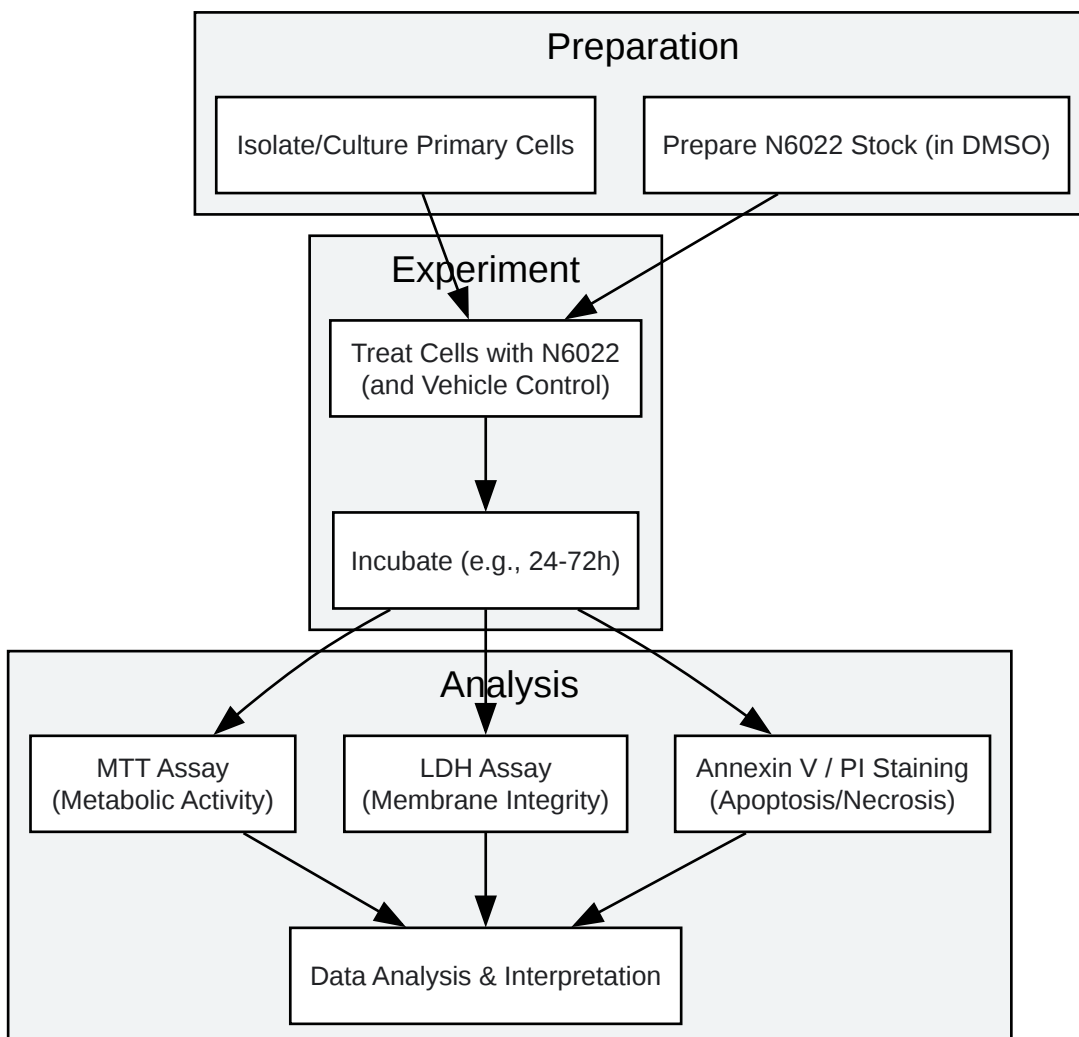 Preparation
Isolate/Culture Primary Cells
Prepare N6022 Stock (in DMSO)
Experiment
Treat Cells with N6022
(and Vehicle Control)
Incubate (e.g., 24-72h)
Analysis
MTT Assay
(Metabolic Activity)
LDH Assay
(Membrane Integrity)
Annexin V / PI Staining
(Apoptosis/Necrosis)
Data Analysis & Interpretation